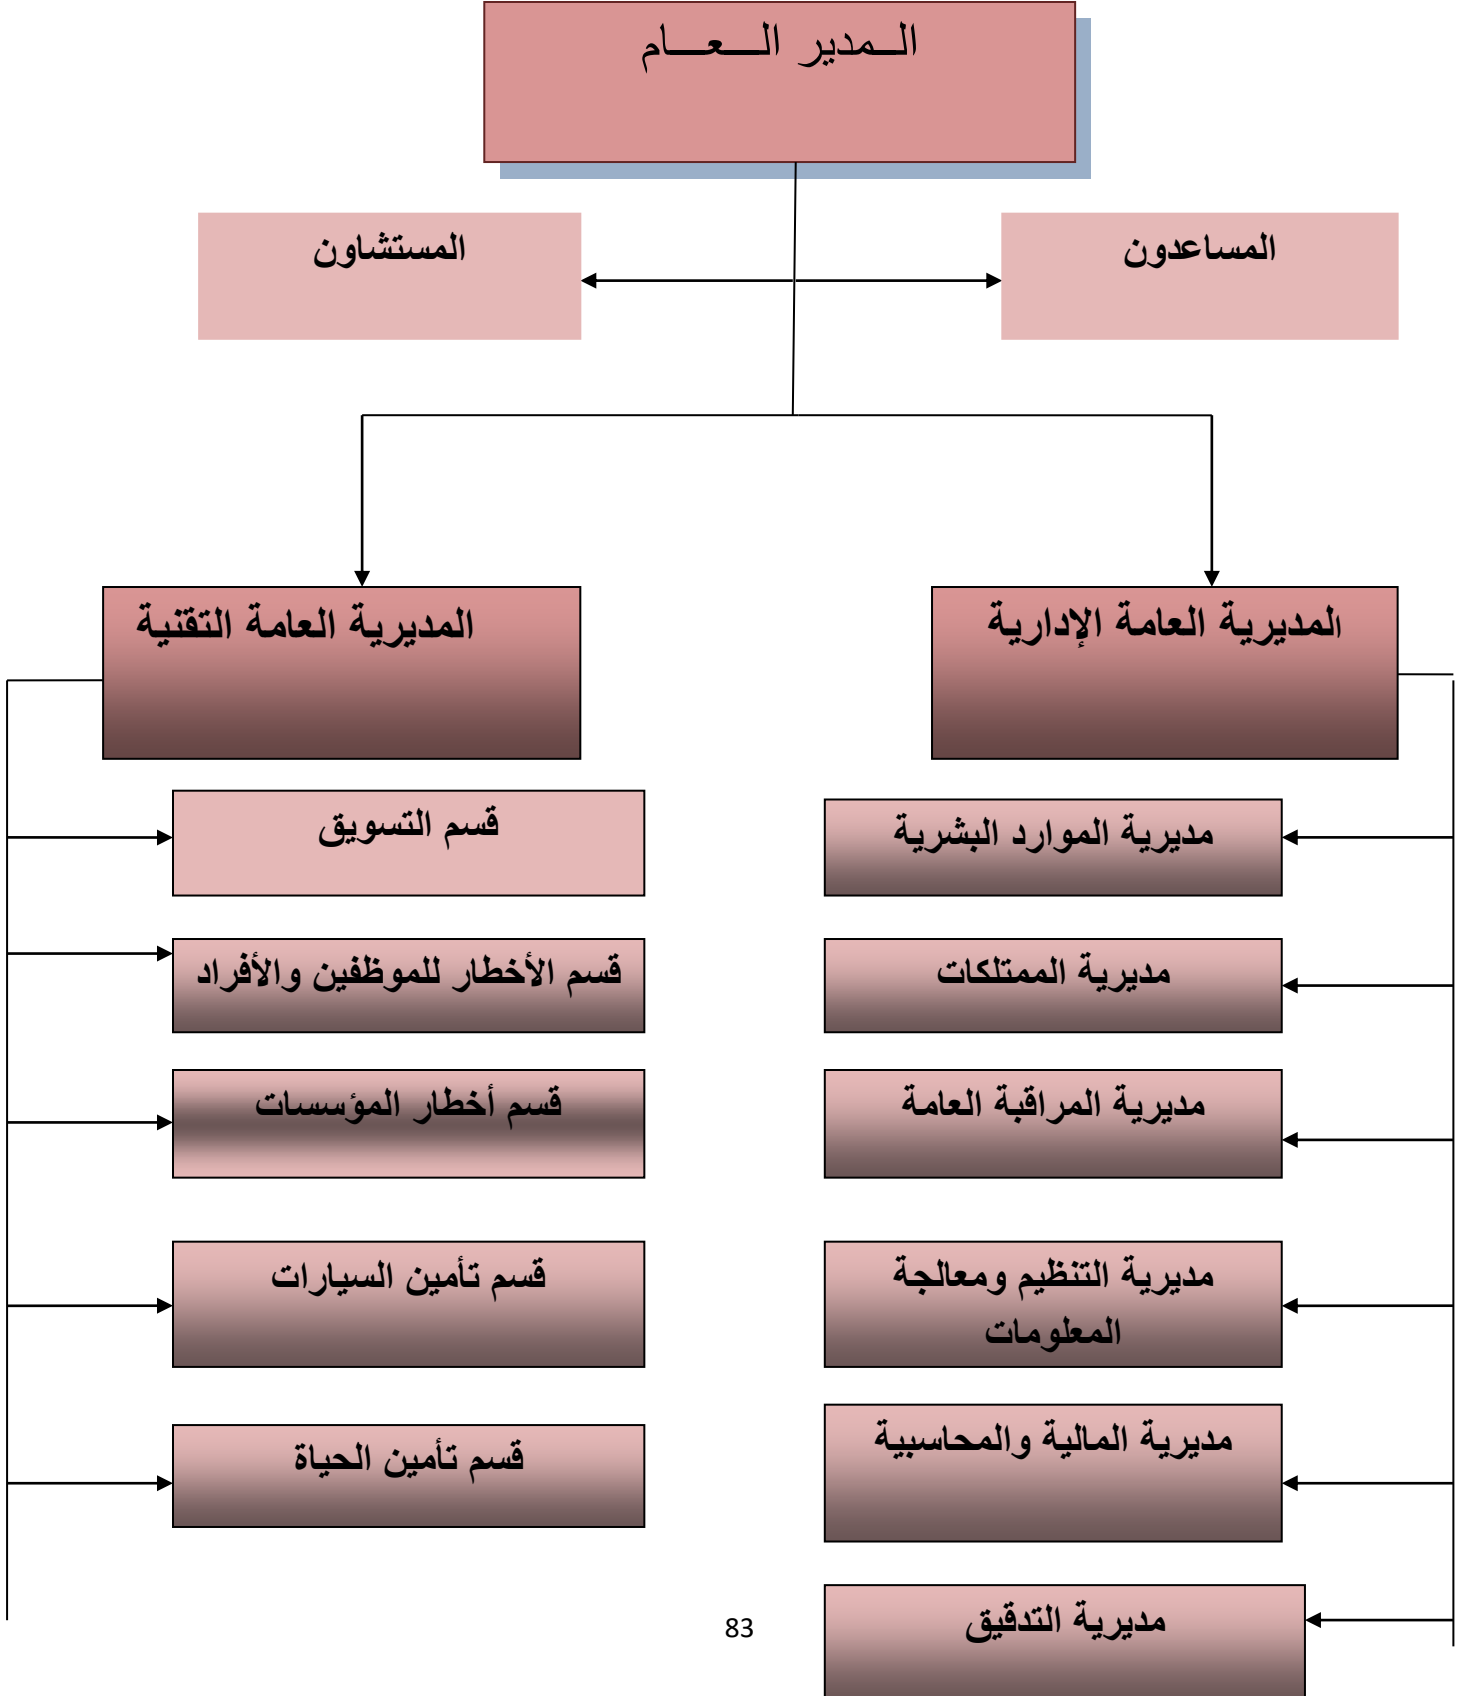 الــمدير الــــعــــام
المساعدون
المستشاون
المديرية العامة الإدارية
المديرية العامة التقنية
مديرية الموارد البشرية
قسم التسويق
مديرية الممتلكات
قسم الأخطار للموظفين والأفراد
مديرية المراقبة العامة
قسم أخطار المؤسسات
مديرية التنظيم ومعالجة
المعلومات
قسم تأمين السيارات
مديرية المالية والمحاسبية
قسم تأمين الحياة
مديرية التدقيق
83